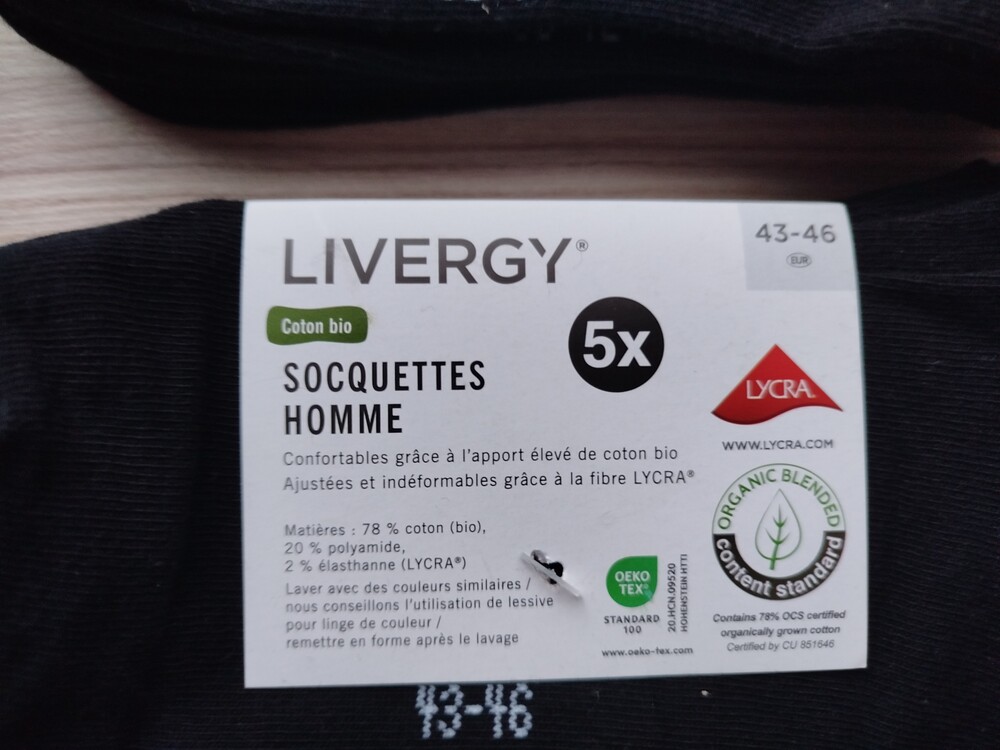 LIVERGY®
43-46
EUR
Coton bio
5x
SOCQUETTES
HOMME
LYCRA
WWW.LYCRA.COM
Confortables grâce à l'apport élevé de coton bio
Ajustées et indéformables grâce à la fibre LYCRA®
ORGANIC BLENDED
content standard
Matières : 78 % coton (bio),
20 % polyamide,
2 % élasthanne (LYCRA®)
Laver avec des couleurs similaires /
nous conseillons l'utilisation de lessive
pour linge de couleur /
remettre en forme après le lavage
OEKO
TEX®
STANDARD
100
20.HCN.09520
HOHENSTEIN HTTI
www.oeko-tex.com
Contains 78% OCS certified
organically grown cotton
Certified by CU 851646
43-46